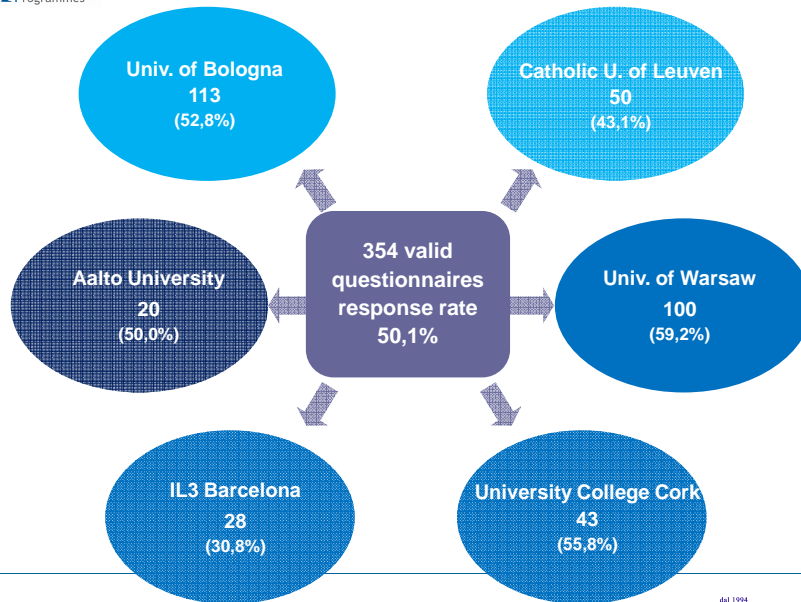 Programmes
Univ. of Bologna
113
(52,8%)
Catholic U. of Leuven
50
(43,1%)
Aalto University
20
(50,0%)
354 valid
questionnaires
response rate
50,1%
Univ. of Warsaw
100
(59,2%)
IL3 Barcelona
28
(30,8%)
University College Cork
43
(55,8%)
dal 1994